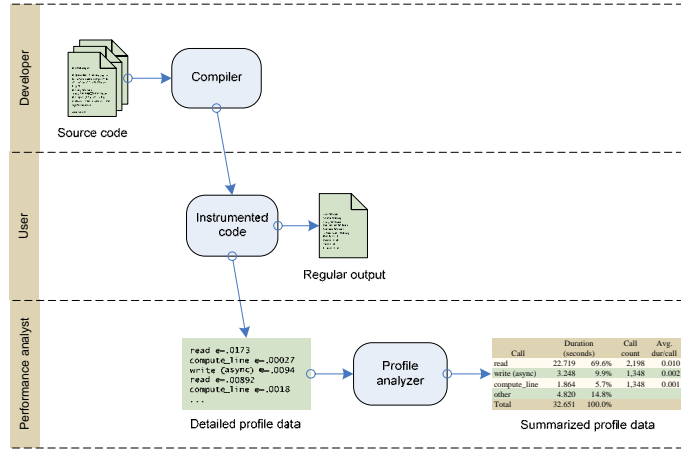 Developer
Source code
Compiler
User
Instrumented
code
Regular output
Performance analyst
read e=.0173
compute_line e=.00027
write (async) e=.0094
read e=.00892
compute_line e=.0018
...
Detailed profile data
Profile
analyzer
Duration Call Avg.
Call (seconds) count dur/call
read 22.719 69.6% 2,198 0.010
write (async) 3.248 9.9% 1,348 0.002
compute_line 1.864 5.7% 1,348 0.001
other 4.820 14.8%
Total 32.651 100.0%
Summarized profile data